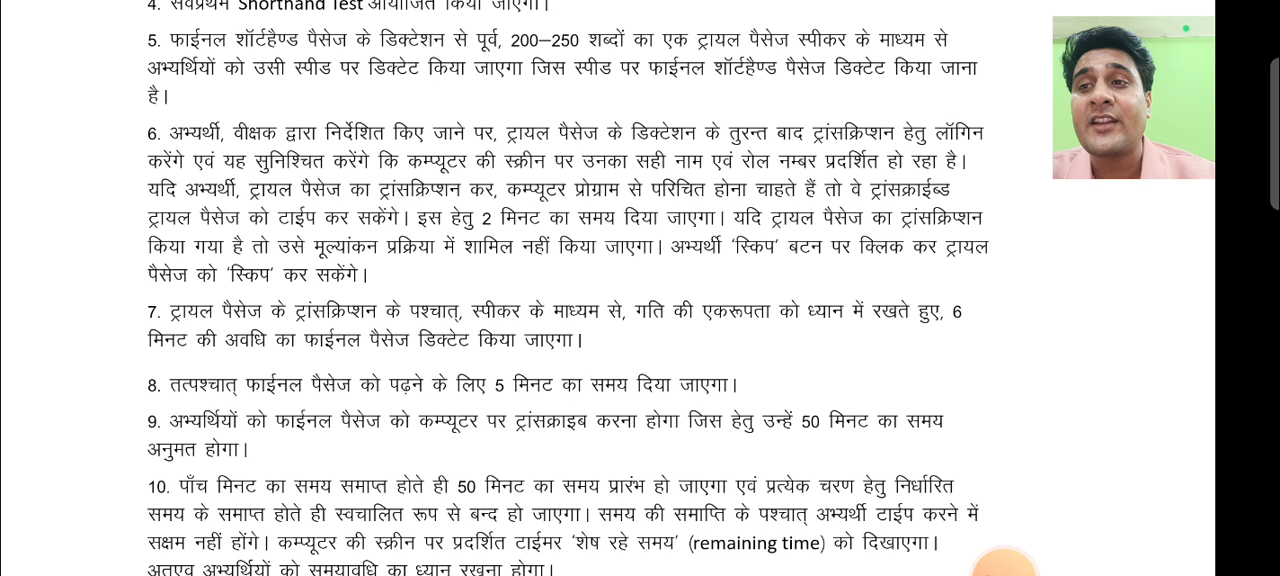 4. सर्वप्रथम Shorthand Test आयोजित किया जाएगा।
5. फाईनल शॉर्टहैण्ड पैसेज के डिक्टेशन से पूर्व, 200–250 शब्दों का एक ट्रायल पैसेज स्पीकर के माध्यम से
अभ्यर्थियों को उसी स्पीड पर डिक्टेट किया जाएगा जिस स्पीड पर फाईनल शॉर्टहैण्ड पैसेज डिक्टेट किया जाना
है।
6. अभ्यर्थी, वीक्षक द्वारा निर्देशित किए जाने पर, ट्रायल पैसेज के डिक्टेशन के तुरन्त बाद ट्रांसक्रिप्शन हेतु लॉगिन
करेंगे एवं यह सुनिश्चित करेंगे कि कम्प्यूटर की स्क्रीन पर उनका सही नाम एवं रोल नम्बर प्रदर्शित हो रहा है।
यदि अभ्यर्थी, ट्रायल पैसेज का ट्रांसक्रिप्शन कर, कम्प्यूटर प्रोग्राम से परिचित होना चाहते हैं तो वे ट्रांसक्राईब्ड
ट्रायल पैसेज को टाईप कर सकेंगे। इस हेतु 2 मिनट का समय दिया जाएगा। यदि ट्रायल पैसेज का ट्रांसक्रिप्शन
किया गया है तो उसे मूल्यांकन प्रक्रिया में शामिल नहीं किया जाएगा। अभ्यर्थी 'स्किप' बटन पर क्लिक कर ट्रायल
पैसेज को 'स्किप' कर सकेंगे।
7. ट्रायल पैसेज के ट्रांसक्रिप्शन के पश्चात्, स्पीकर के माध्यम से, गति की एकरूपता को ध्यान में रखते हुए, 6
मिनट की अवधि का फाईनल पैसेज डिक्टेट किया जाएगा।
8. तत्पश्चात् फाईनल पैसेज को पढ़ने के लिए 5 मिनट का समय दिया जाएगा।
9. अभ्यर्थियों को फाईनल पैसेज को कम्प्यूटर पर ट्रांसक्राइब करना होगा जिस हेतु उन्हें 50 मिनट का समय
अनुमत होगा।
10. पाँच मिनट का समय समाप्त होते ही 50 मिनट का समय प्रारंभ हो जाएगा एवं प्रत्येक चरण हेतु निर्धारित
समय के समाप्त होते ही स्वचालित रूप से बन्द हो जाएगा। समय की समाप्ति के पश्चात् अभ्यर्थी टाईप करने में
सक्षम नहीं होंगे। कम्प्यूटर की स्क्रीन पर प्रदर्शित टाईमर 'शेष रहे समय' (remaining time) को दिखाएगा।
अतएव अभ्यर्थियों को समयावधि का ध्यान रखना होगा।